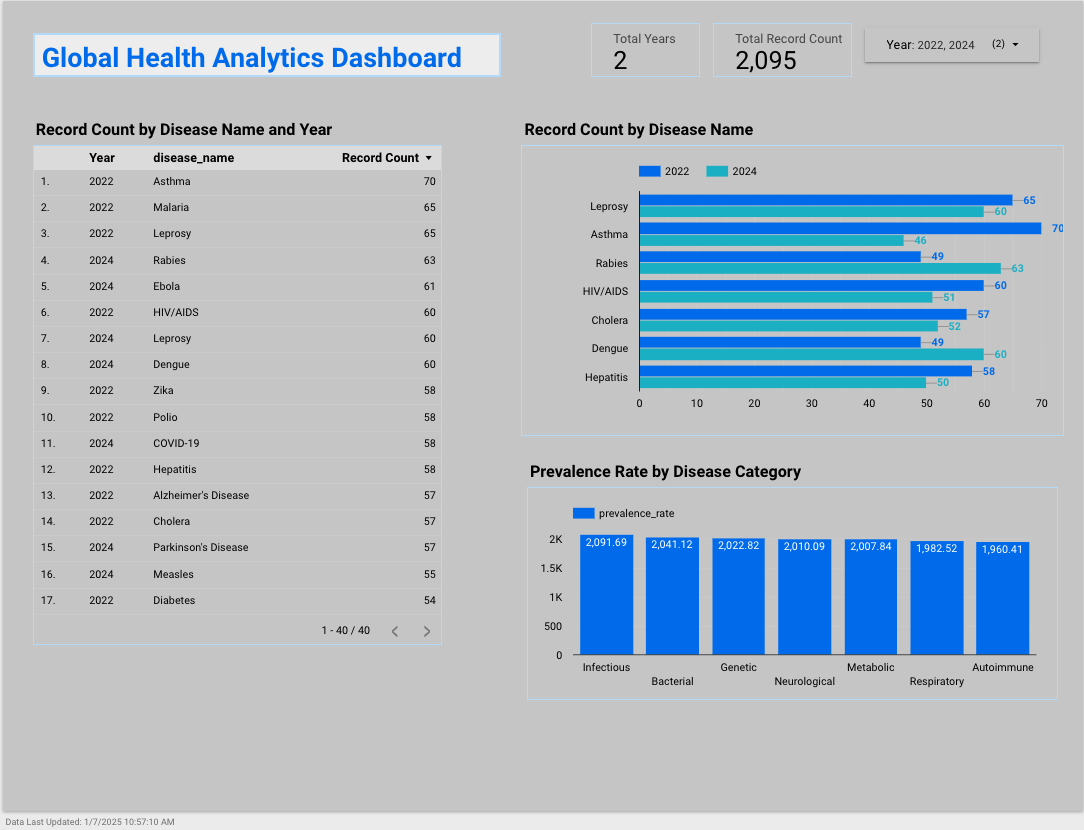 Global Health Analytics Dashboard
Total Years
2
Total Record Count
2,095
Year: 2022, 2024 (2)
Record Count by Disease Name and Year
Year disease_name Record Count
1. 2022 Asthma 70
2. 2022 Malaria 65
3. 2022 Leprosy 65
4. 2024 Rabies 63
5. 2024 Ebola 61
6. 2022 HIV/AIDS 60
7. 2024 Leprosy 60
8. 2024 Dengue 60
9. 2022 Zika 58
10. 2022 Polio 58
11. 2024 COVID-19 58
12. 2022 Hepatitis 58
13. 2022 Alzheimer's Disease 57
14. 2022 Cholera 57
15. 2024 Parkinson's Disease 57
16. 2024 Measles 55
17. 2022 Diabetes 54
1 - 40 / 40
Record Count by Disease Name
2022 2024
Leprosy 65
60
Asthma 70
46
Rabies 49
63
HIV/AIDS 60
51
Cholera 57
52
Dengue 49
60
Hepatitis 58
50
0 10 20 30 40 50 60 70
Prevalence Rate by Disease Category
prevalence_rate
2K
1.5K
1K
500
0
2,091.69 2,041.12 2,022.82 2,010.09 2,007.84 1,982.52 1,960.41
Infectious Bacterial Genetic Neurological Metabolic Respiratory Autoimmune
Data Last Updated: 1/7/2025 10:57:10 AM